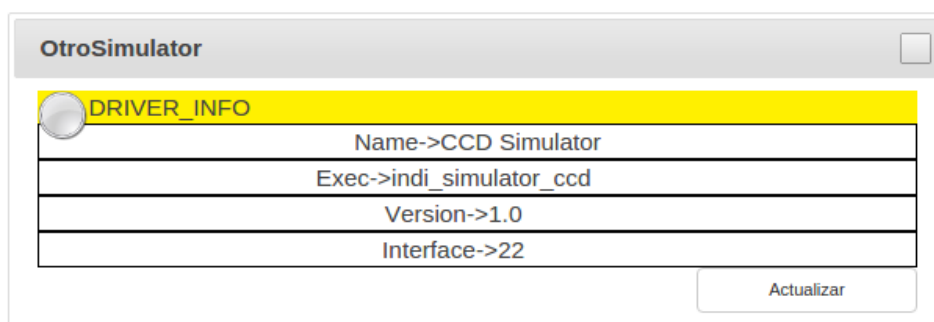 OtroSimulator
DRIVER_INFO
Name->CCD Simulator
Exec->indi_simulator_ccd
Version->1.0
Interface->22
Actualizar